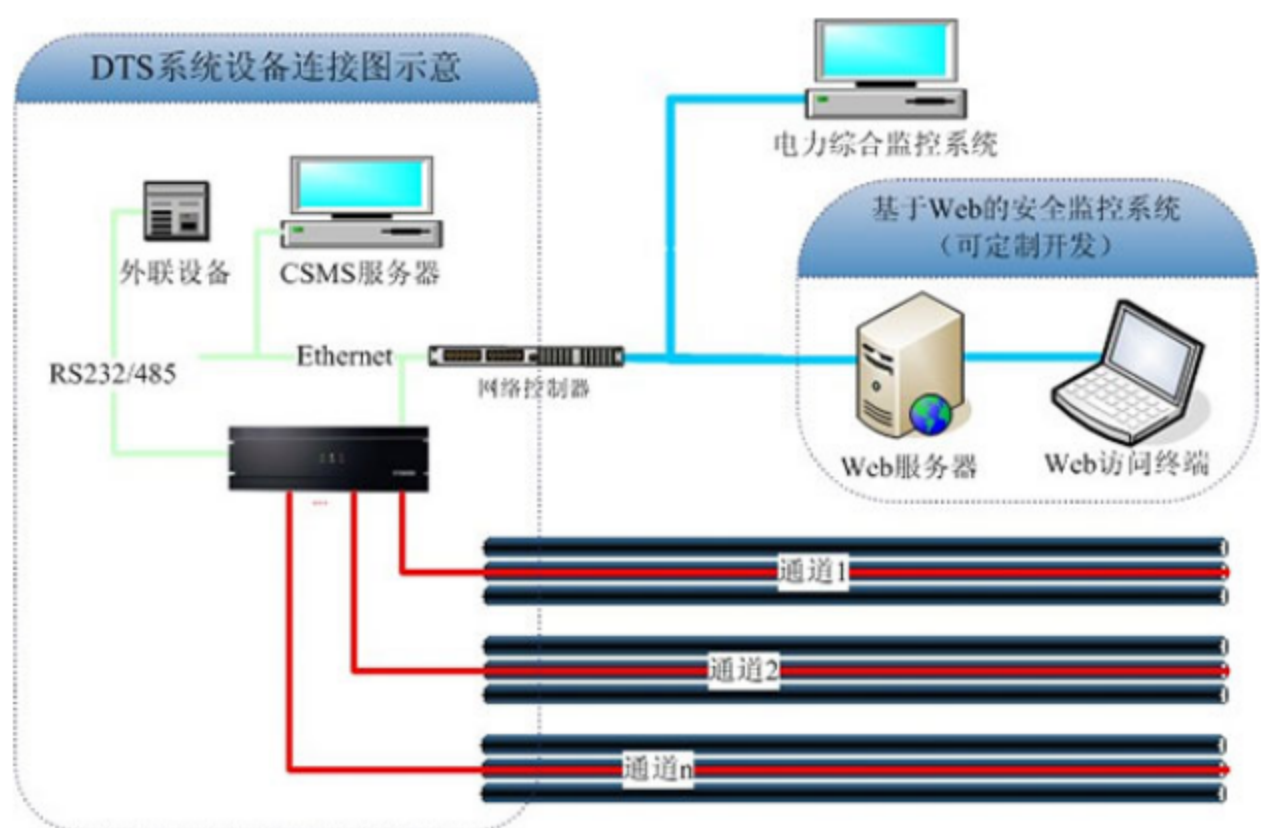 DTS系统设备连接图示意
电力综合监控系统
基于Web的安全监控系统
（可定制开发）
外联设备
CSMS服务器
Ethernet
RS232/485
网络控制器
Web服务器
Web访问终端
通道1
通道2
通道n